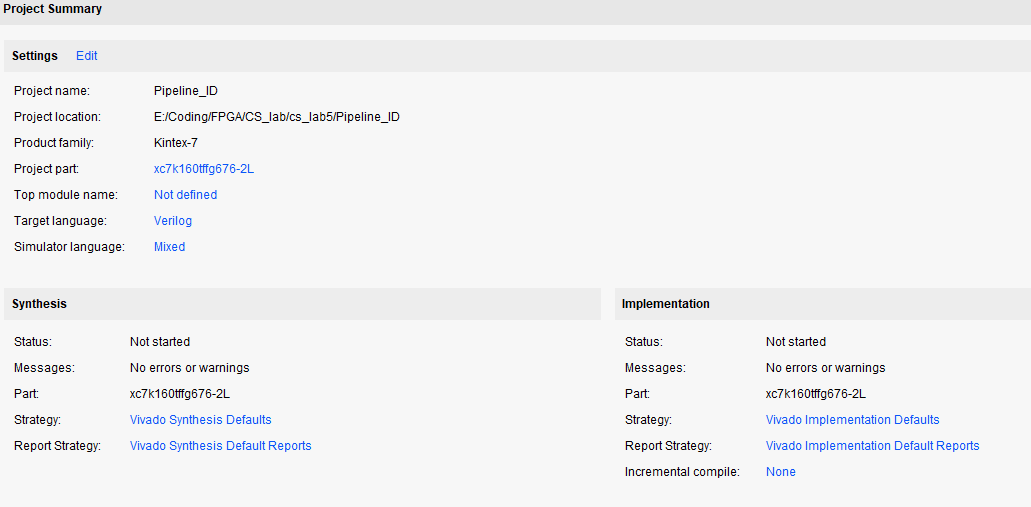 Project Summary
Settings Edit
Project name: Pipeline_ID
Project location: E:/Coding/FPGA/CS_lab/cs_lab5/Pipeline_ID
Product family: Kintex-7
Project part: xc7k160tffg676-2L
Top module name: Not defined
Target language: Verilog
Simulator language: Mixed
Synthesis
Status: Not started
Messages: No errors or warnings
Part: xc7k160tffg676-2L
Strategy: Vivado Synthesis Defaults
Report Strategy: Vivado Synthesis Default Reports
Implementation
Status: Not started
Messages: No errors or warnings
Part: xc7k160tffg676-2L
Strategy: Vivado Implementation Defaults
Report Strategy: Vivado Implementation Default Reports
Incremental compile: None